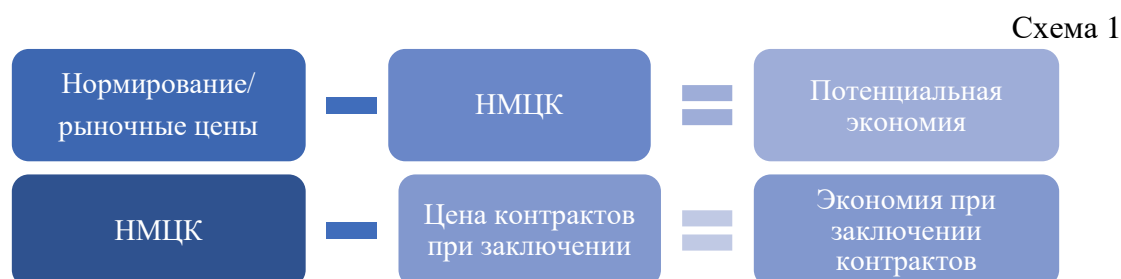 Схема 1
Нормирование/
рыночные цены
НМЦК
Потенциальная
экономия
НМЦК
Цена контрактов
при заключении
Экономия при
заключении
контрактов